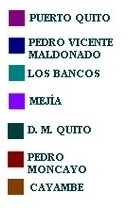 PUERTO QUITO
PEDRO VICENTE
MALDONADO
LOS BANCOS
MEJÍA
D. M. QUITO
PEDRO
MONCAYO
CAYAMBE